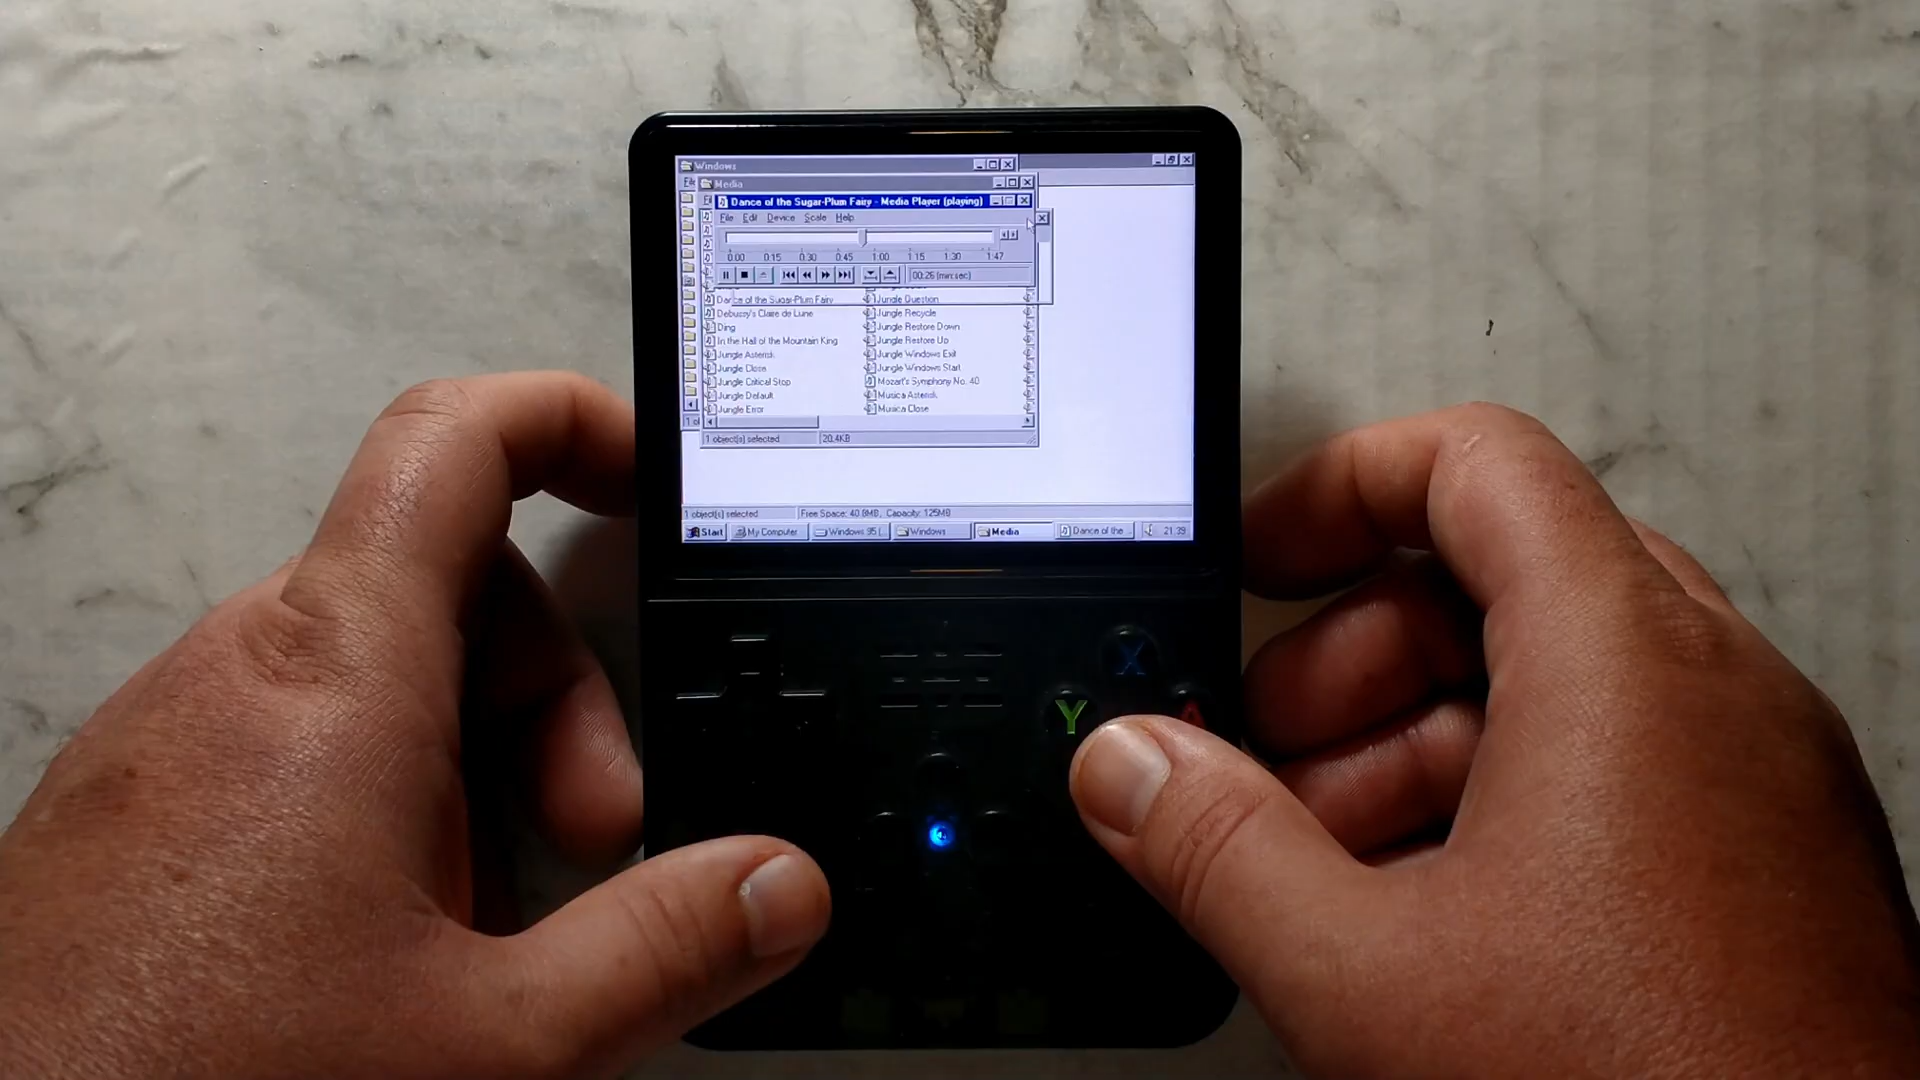 Windows
Media
Dance of the Sugar-Plum Fairy - Media Player (playing)
File Edit Device Scale Help
0:00 0:15 0:30 0:45 1:00 1:15 1:30 1:47
00:26 (min:sec)
Dance of the Sugar-Plum Fairy Jungle Question
Debussy's Claire de Lune Jungle Recycle
Ding Jungle Restore Down
In the Hall of the Mountain King Jungle Restore Up
Jungle Asterisk Jungle Windows Exit
Jungle Close Jungle Windows Start
Jungle Critical Stop Mozart's Symphony No. 40
Jungle Default Musica Asterisk
Jungle Error Musica Close
1 object(s) selected 20.4KB
1 object(s) selected Free Space: 40.8MB, Capacity: 125MB
Start My Computer Windows 95 (... Windows Media Dance of the ... 21:39
X
Y
A